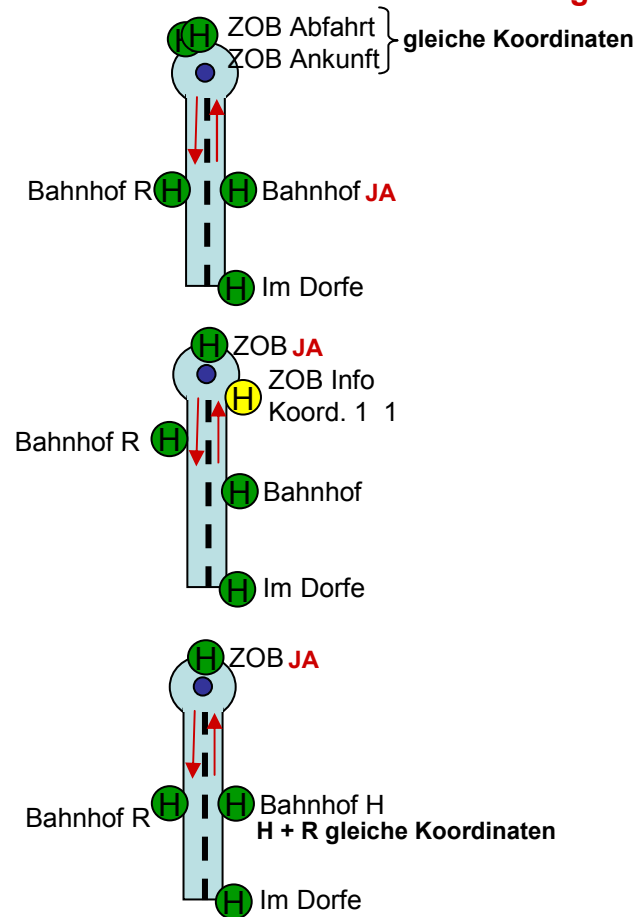 g
H H ZOB Abfahrt
ZOB Ankunft
gleiche Koordinaten
Bahnhof R H H Bahnhof JA
H Im Dorfe
H ZOB JA
H ZOB Info
Koord. 1 1
Bahnhof R H
H Bahnhof
H Im Dorfe
H ZOB JA
Bahnhof R H H Bahnhof H
H + R gleiche Koordinaten
H Im Dorfe